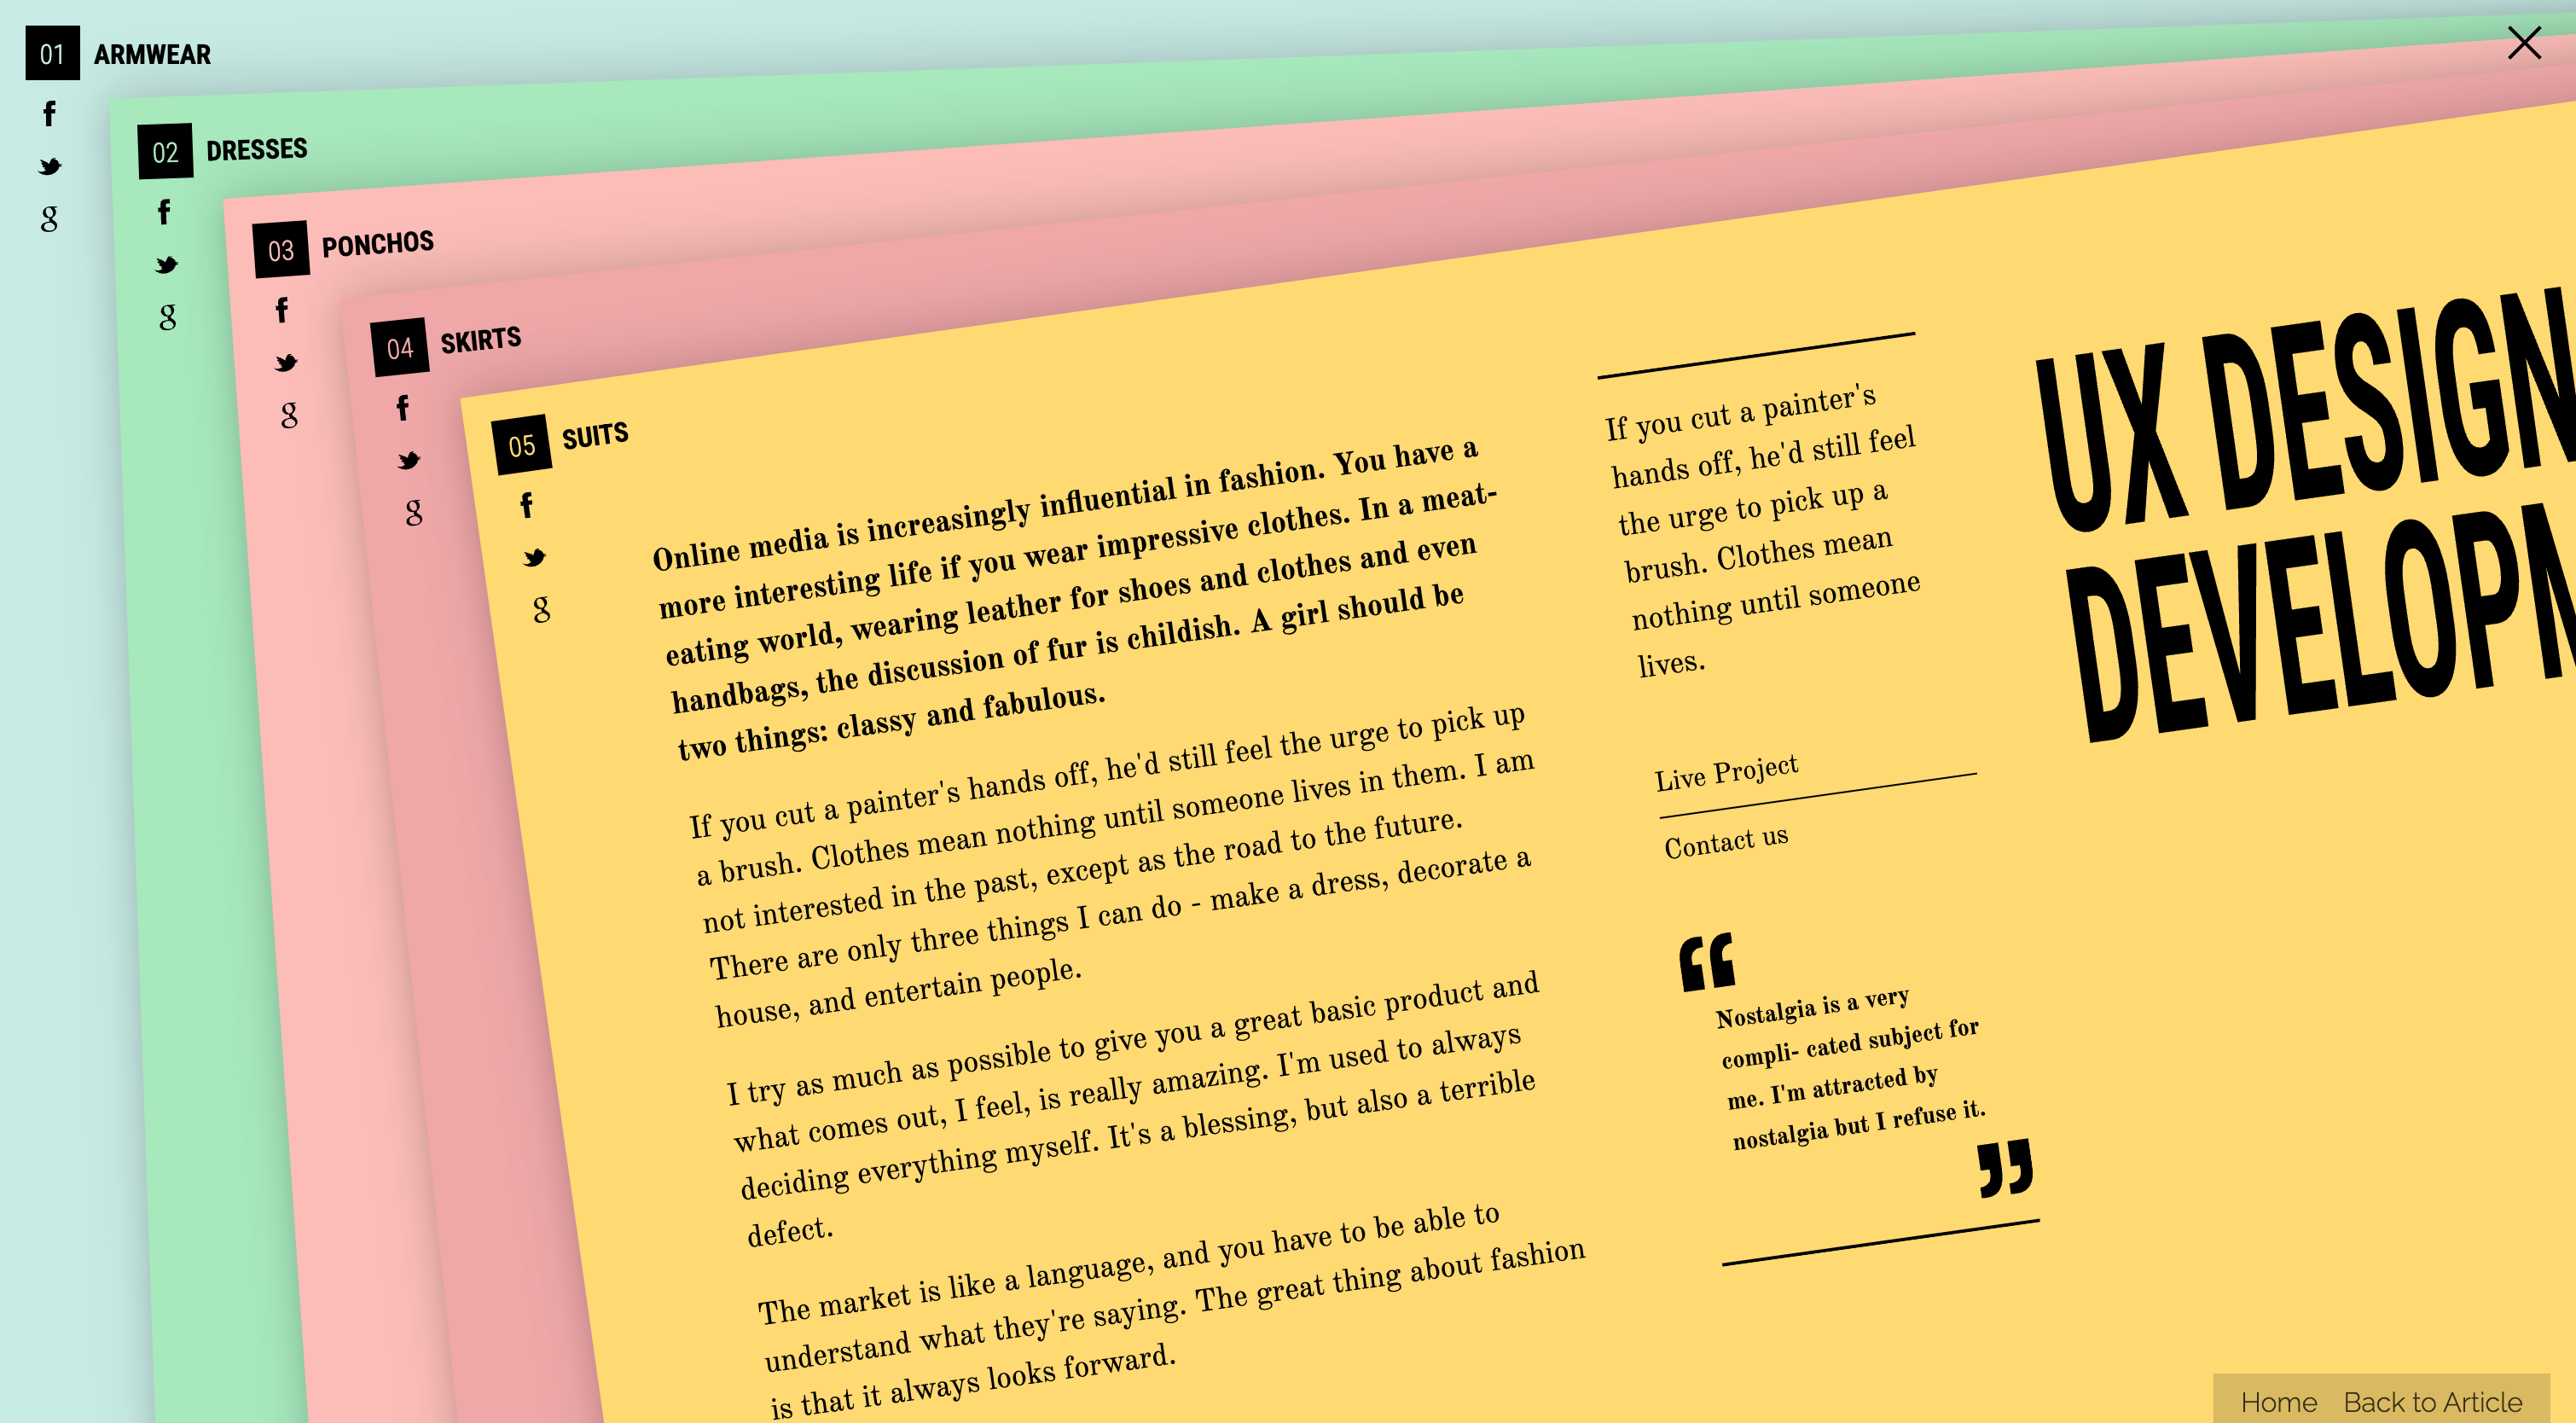 01 ARMWEAR
f
g
02 DRESSES
f
g
03 PONCHOS
f
g
04 SKIRTS
f
g
05 SUITS
f
g
Online media is increasingly influential in fashion. You have a
more interesting life if you wear impressive clothes. In a meat-
eating world, wearing leather for shoes and clothes and even
handbags, the discussion of fur is childish. A girl should be
two things: classy and fabulous.
If you cut a painter's hands off, he'd still feel the urge to pick up
a brush. Clothes mean nothing until someone lives in them. I am
not interested in the past, except as the road to the future.
There are only three things I can do - make a dress, decorate a
house, and entertain people.
I try as much as possible to give you a great basic product and
what comes out, I feel, is really amazing. I'm used to always
deciding everything myself. It's a blessing, but also a terrible
defect.
The market is like a language, and you have to be able to
understand what they're saying. The great thing about fashion
is that it always looks forward.
If you cut a painter's
hands off, he'd still feel
the urge to pick up a
brush. Clothes mean
nothing until someone
lives.
Live Project
Contact us
“
Nostalgia is a very
compli- cated subject for
me. I'm attracted by
nostalgia but I refuse it.
”
UX DESIGN
DEVELOPM
Home Back to Article